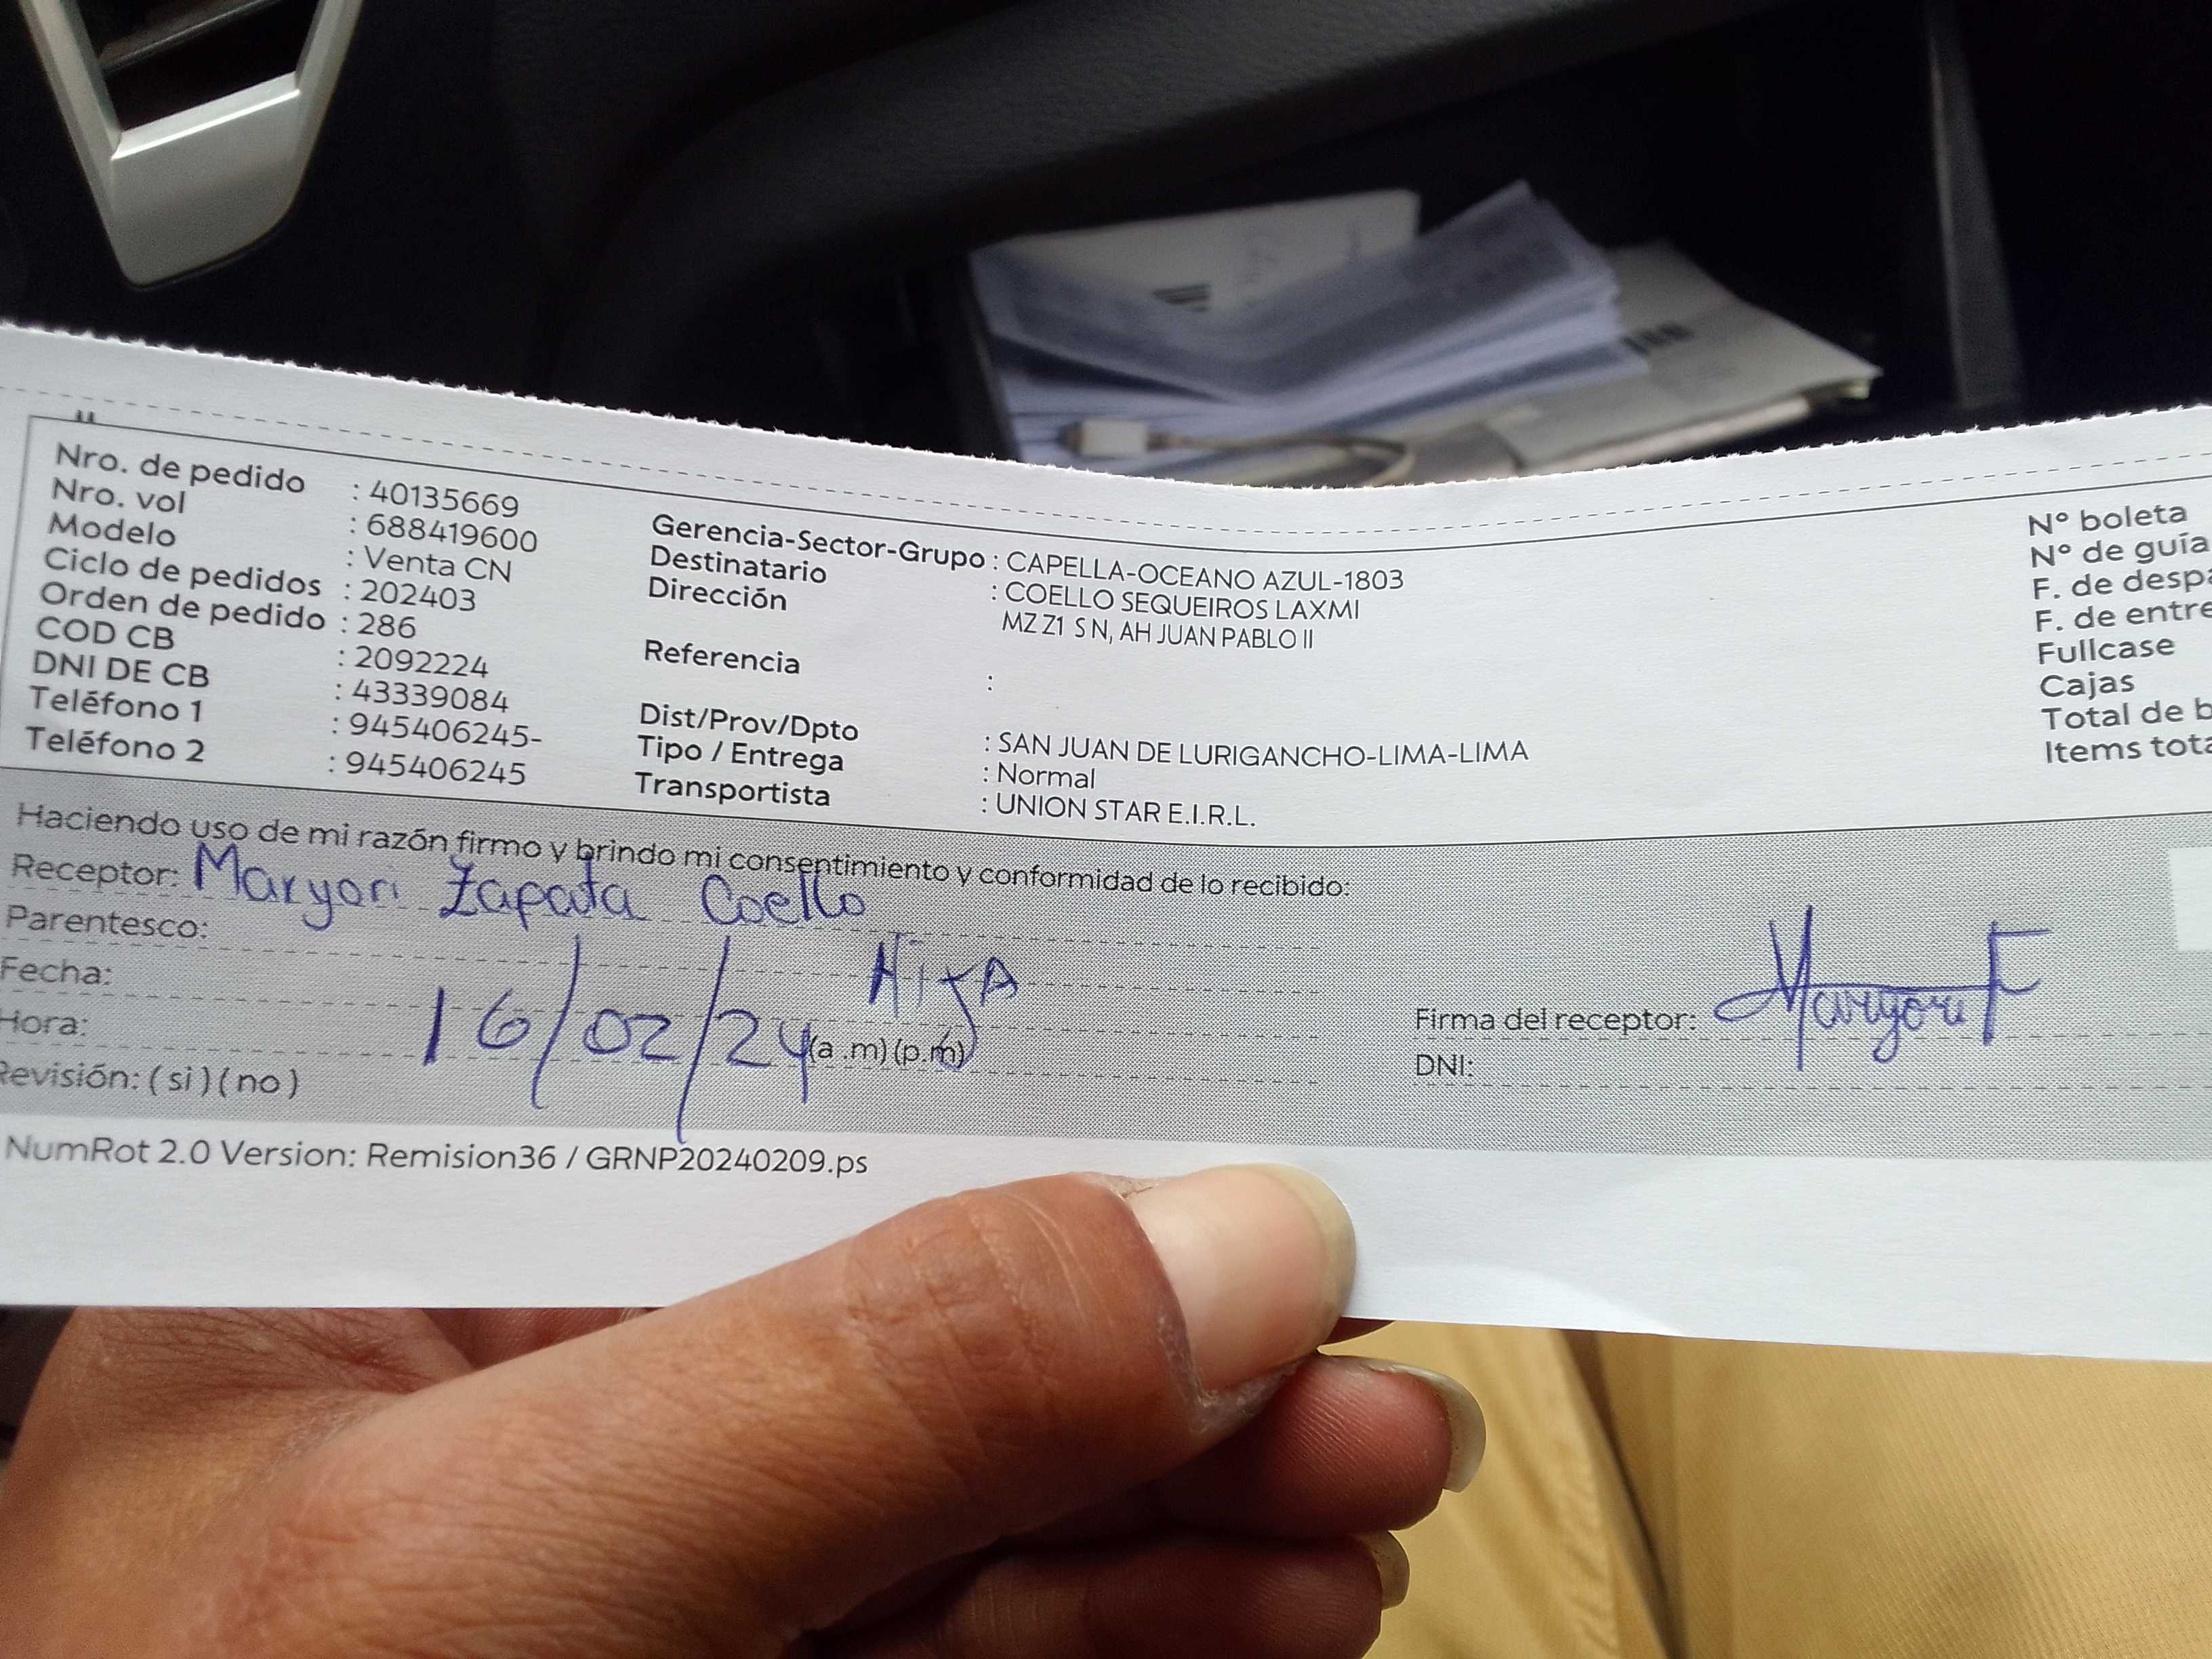 Nro. de pedido : 40135669
Nro. vol : 688419600
Modelo : Venta CN
Ciclo de pedidos : 202403
Orden de pedido : 286
COD CB : 2092224
DNI DE CB : 43339084
Teléfono 1 : 945406245-
Teléfono 2 : 945406245
Gerencia-Sector-Grupo : CAPELLA-OCEANO AZUL-1803
Destinatario : COELLO SEQUEIROS LAXMI
Dirección MZ Z1 S N, AH JUAN PABLO II
Referencia :
Dist/Prov/Dpto : SAN JUAN DE LURIGANCHO-LIMA-LIMA
Tipo / Entrega : Normal
Transportista : UNION STAR E.I.R.L.
N° boleta
N° de guía
F. de despa
F. de entre
Fullcase
Cajas
Total de b
Items tota
Haciendo uso de mi razón firmo y brindo mi consentimiento y conformidad de lo recibido:
Receptor: Maryori Zapata Coello
Parentesco: HijA
Fecha: 16/02/24
Hora: (a.m) (p.m)
Revisión: ( si ) ( no )
Firma del receptor: Maryori
DNI:
NumRot 2.0 Version: Remision36 / GRNP20240209.ps